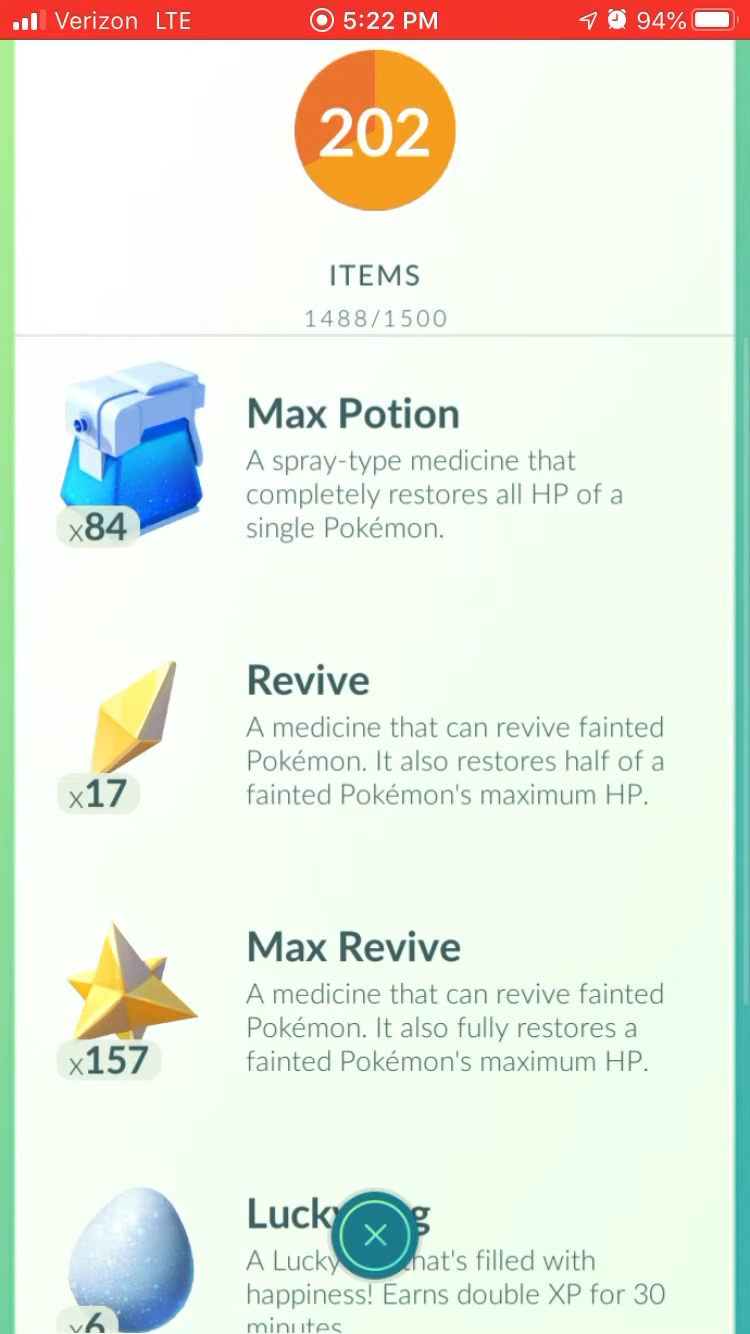 Verizon LTE 5:22 PM 94%
202
ITEMS
1488/1500
Max Potion
A spray-type medicine that
completely restores all HP of a
single Pokémon.
x84
Revive
A medicine that can revive fainted
Pokémon. It also restores half of a
fainted Pokémon's maximum HP.
x17
Max Revive
A medicine that can revive fainted
Pokémon. It also fully restores a
fainted Pokémon's maximum HP.
x157
Lucky
A Lucky that's filled with
happiness! Earns double XP for 30
minutes.
x6